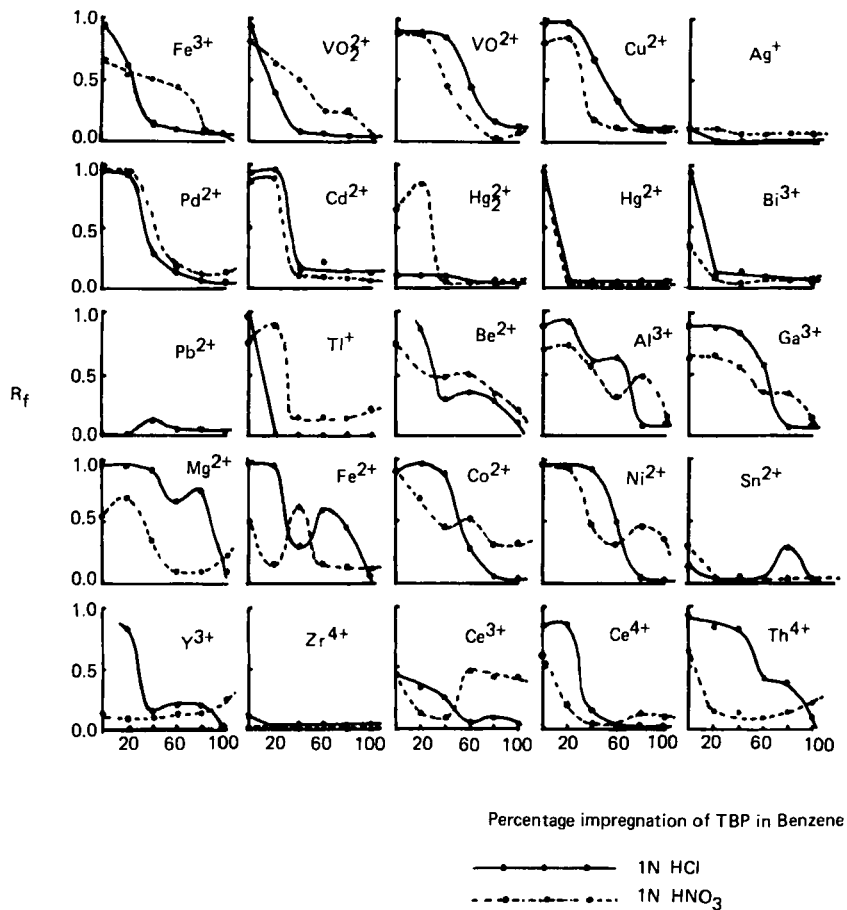 1.0
0.5
0.0
Fe3+
VO2 2+
VO2+
Cu2+
Ag+
1.0
0.5
0.0
Pd2+
Cd2+
Hg2 2+
Hg2+
Bi3+
Rf
1.0
0.5
0.0
Pb2+
Tl+
Be2+
Al3+
Ga3+
1.0
0.5
0.0
Mg2+
Fe2+
Co2+
Ni2+
Sn2+
1.0
0.5
0.0
Y3+
Zr4+
Ce3+
Ce4+
Th4+
20 60 100 20 60 100 20 60 100 20 60 100 20 60 100
Percentage impregnation of TBP in Benzene
1N HCl
1N HNO3